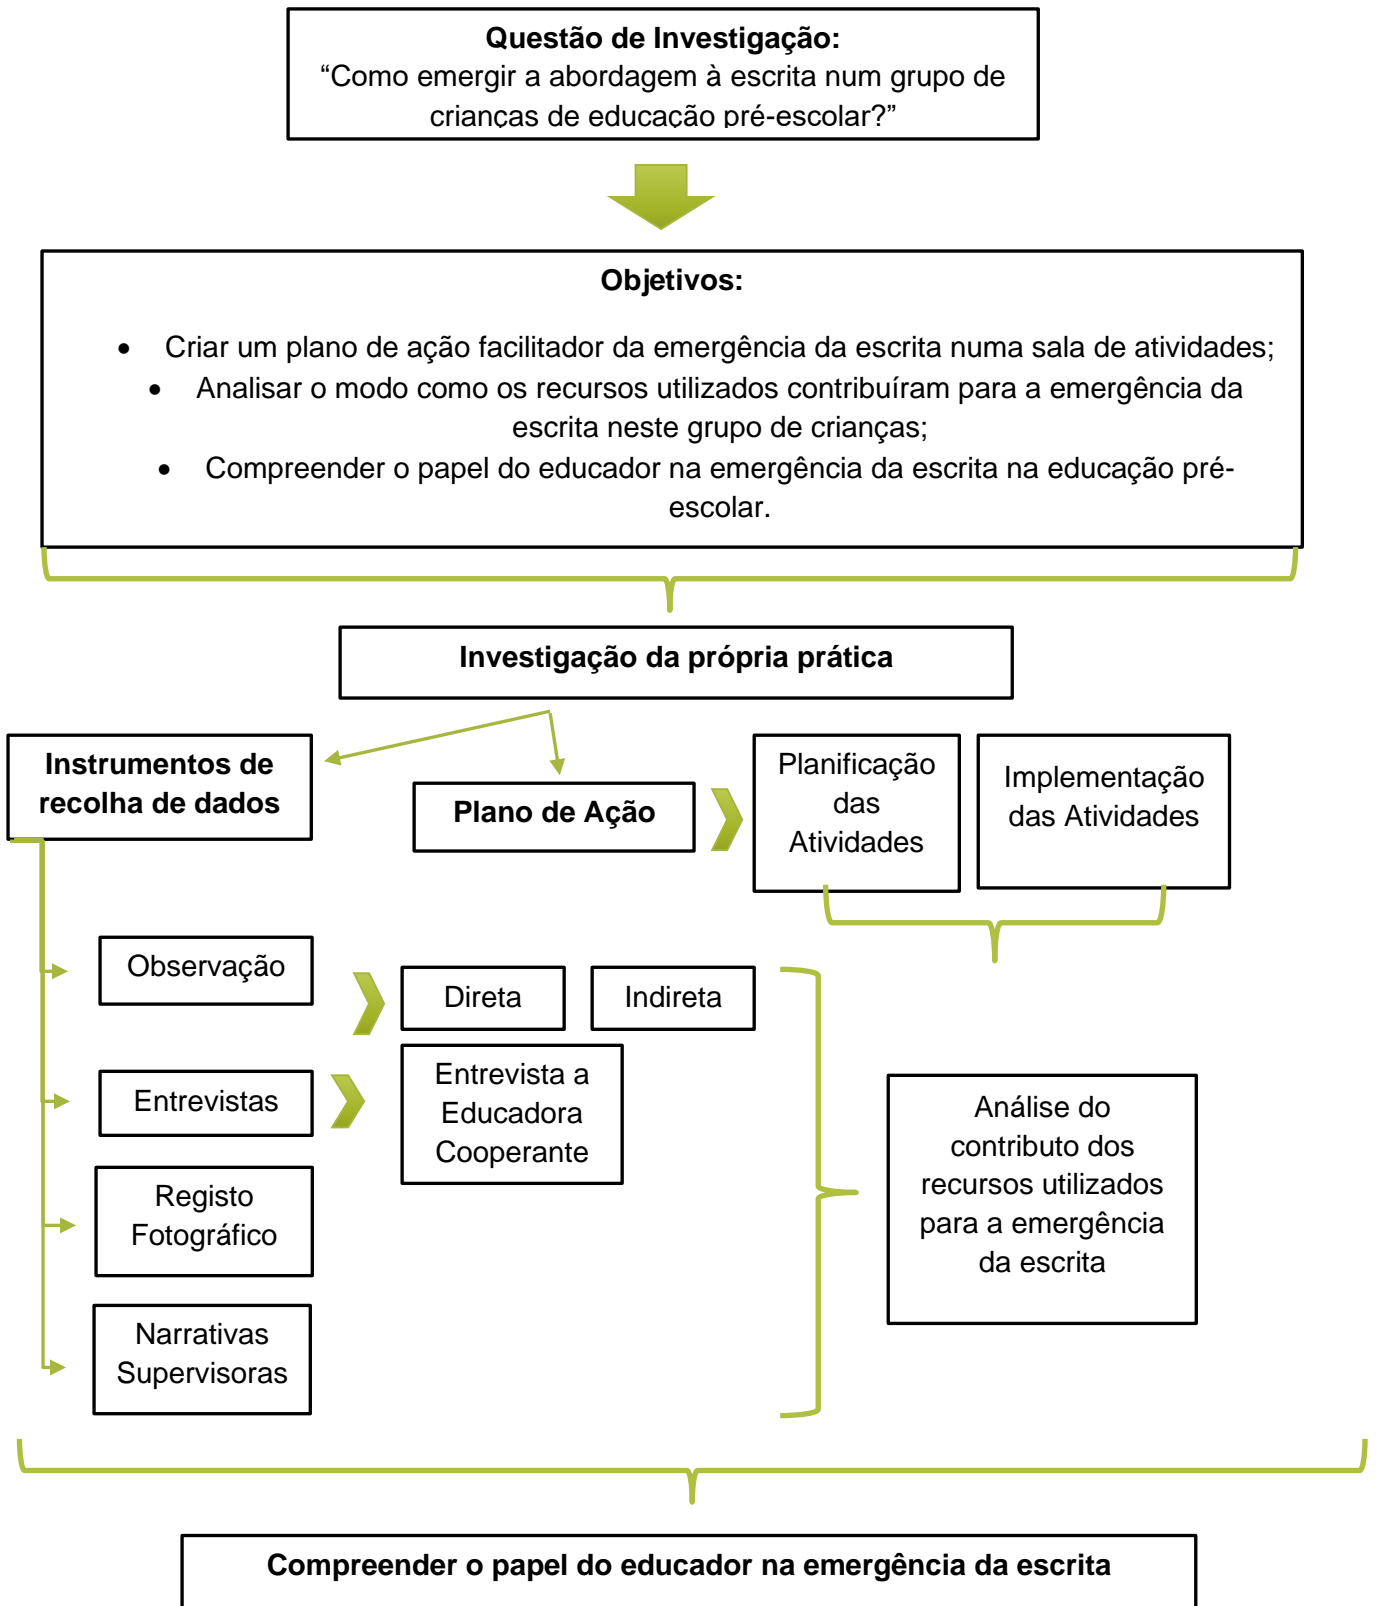 Questão de Investigação:
“Como emergir a abordagem à escrita num grupo de
crianças de educação pré-escolar?”
Objetivos:
• Criar um plano de ação facilitador da emergência da escrita numa sala de atividades;
• Analisar o modo como os recursos utilizados contribuíram para a emergência da
escrita neste grupo de crianças;
• Compreender o papel do educador na emergência da escrita na educação pré-
escolar.
Investigação da própria prática
Instrumentos de
recolha de dados
Plano de Ação
Planificação
das
Atividades
Implementação
das Atividades
Observação
Direta
Indireta
Entrevistas
Entrevista a
Educadora
Cooperante
Registo
Fotográfico
Narrativas
Supervisoras
Análise do
contributo dos
recursos utilizados
para a emergência
da escrita
Compreender o papel do educador na emergência da escrita